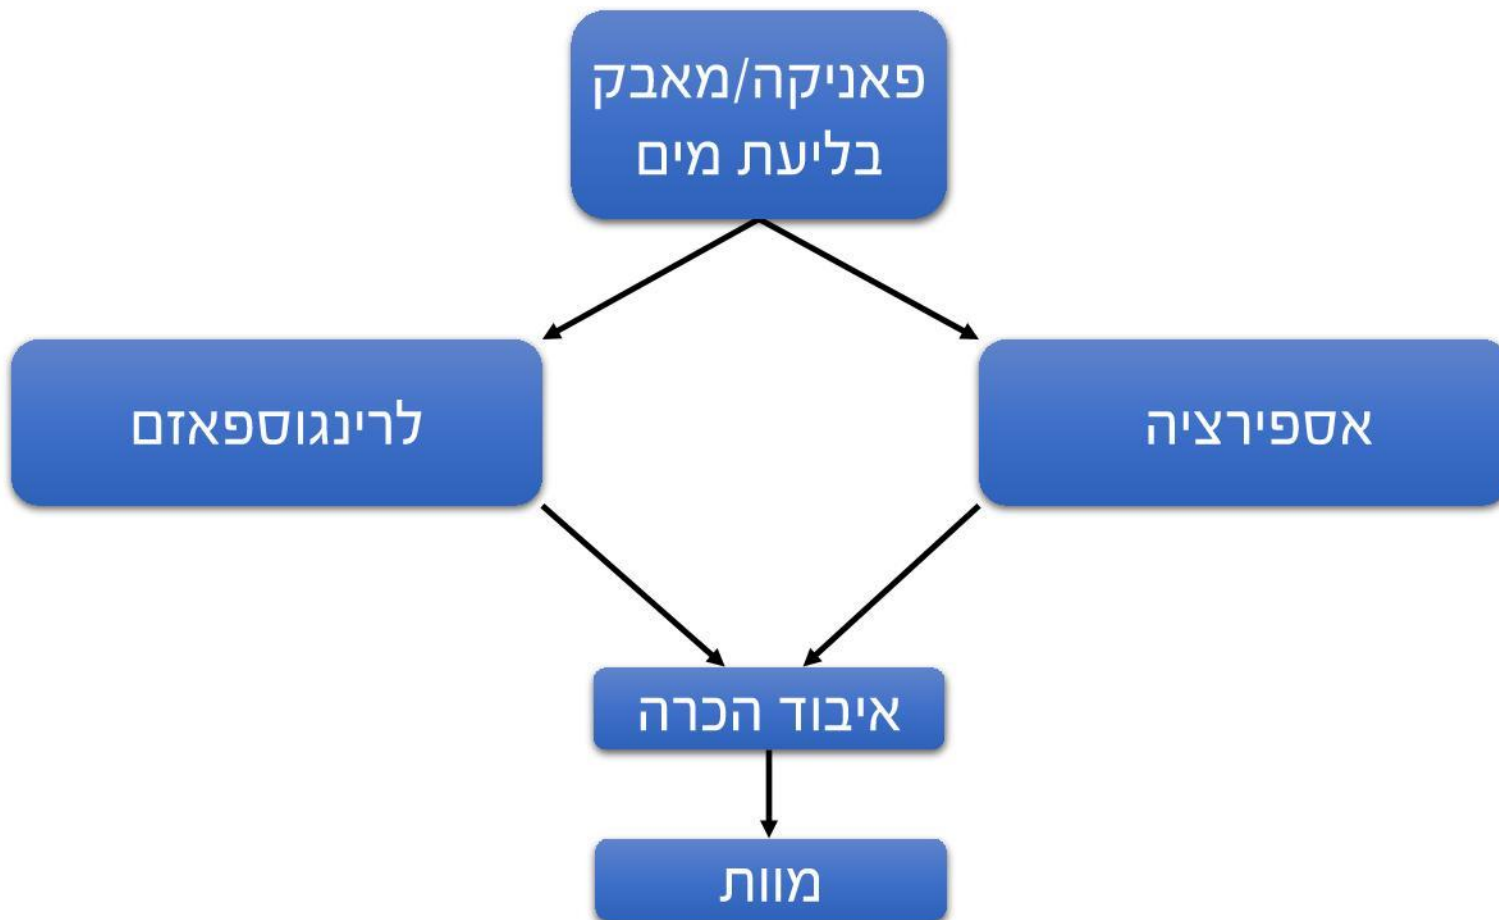 פאניקה/מאבק
בליעת מים
אספירציה
לרינגוספאזם
איבוד הכרה
מוות